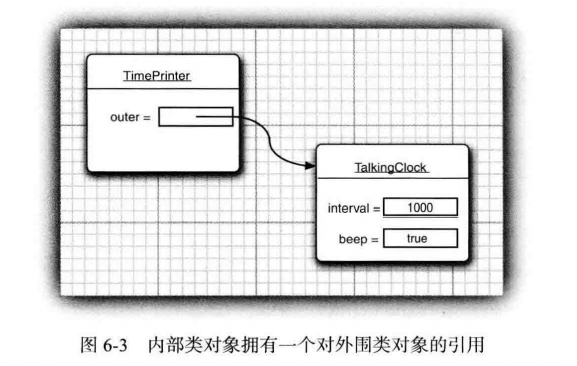 TimePrinter
outer =
TalkingClock
interval = 1000
beep = true
图 6-3 内部类对象拥有一个对外围类对象的引用